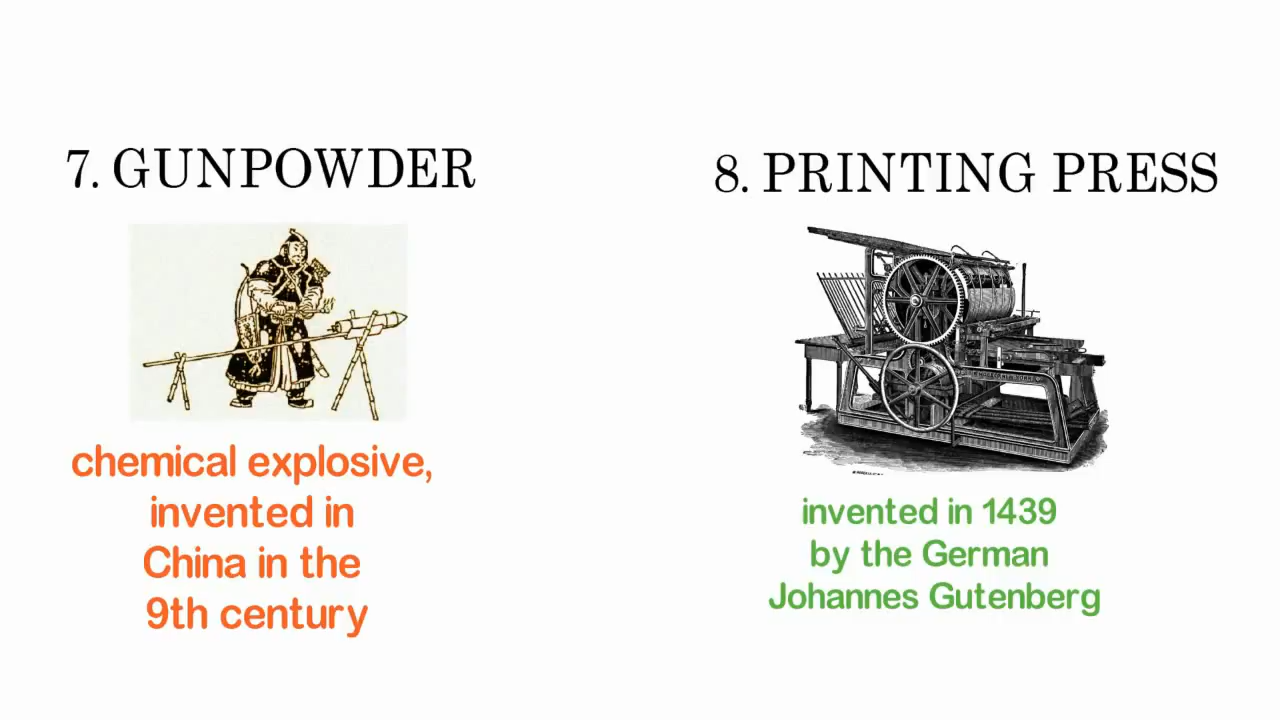 7. GUNPOWDER
chemical explosive,
invented in
China in the
9th century
8. PRINTING PRESS
invented in 1439
by the German
Johannes Gutenberg